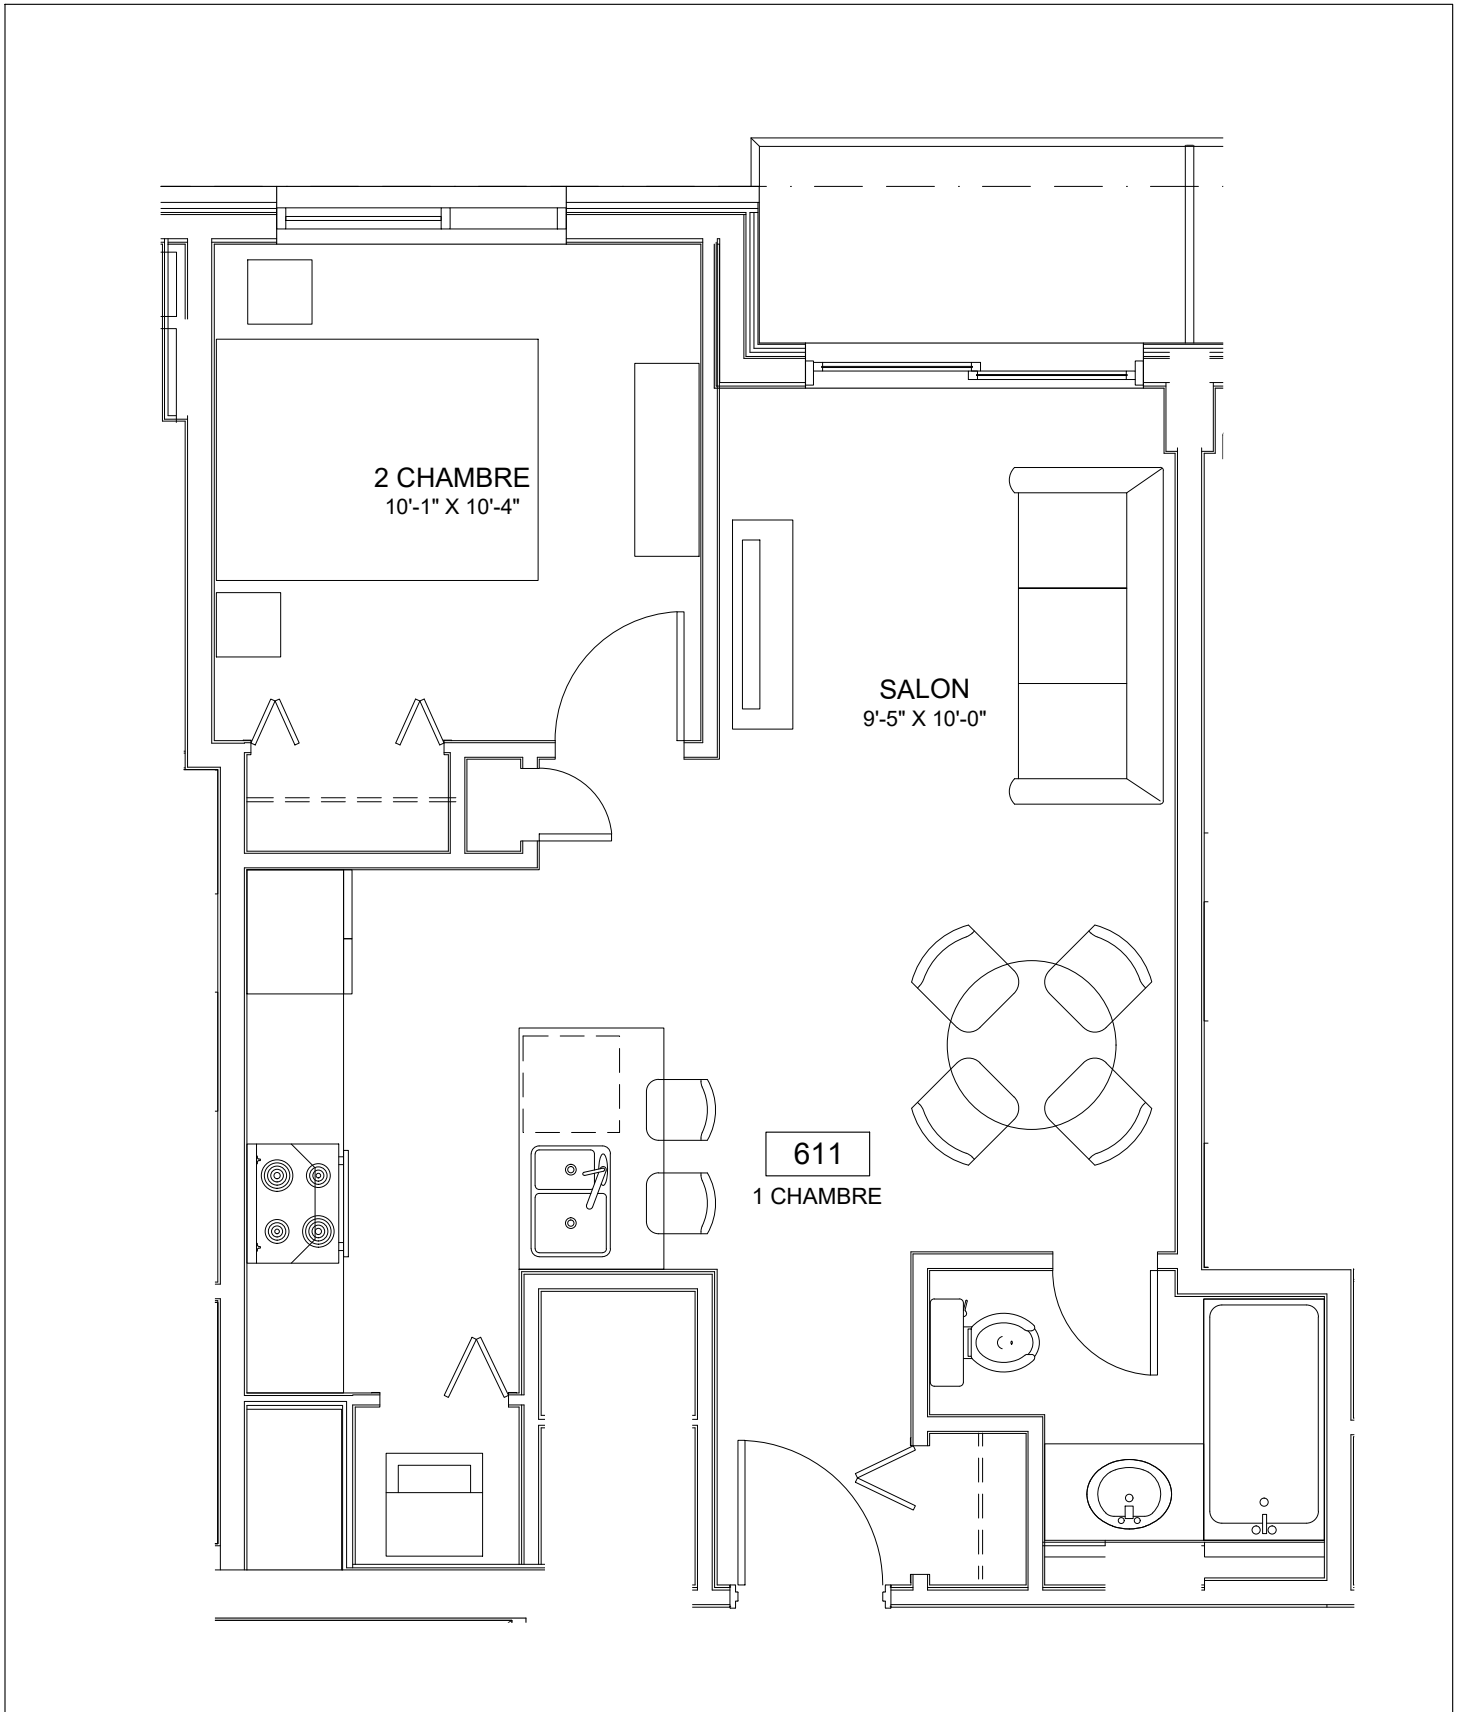 2 CHAMBRE
10'-1" X 10'-4"
SALON
9'-5" X 10'-0"
611
1 CHAMBRE